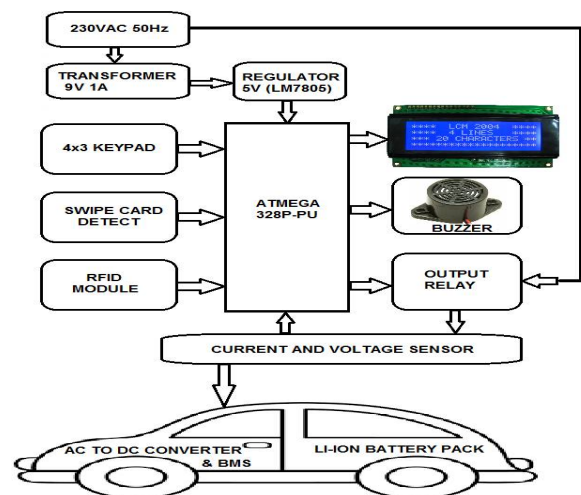 230VAC 50Hz
TRANSFORMER
9V 1A
REGULATOR
5V (LM7805)
4x3 KEYPAD
SWIPE CARD
DETECT
RFID
MODULE
ATMEGA
328P-PU
**** LCM 2004 ****
**** 4 LINES ****
** 20 CHARACTERS **
********************
BUZZER
OUTPUT
RELAY
CURRENT AND VOLTAGE SENSOR
AC TO DC CONVERTER
& BMS
LI-ION BATTERY PACK